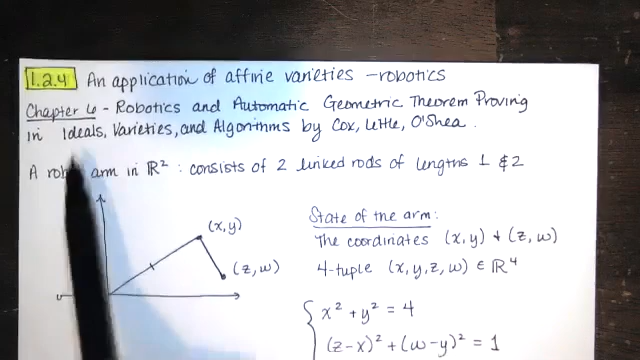 1.2.4 An application of affine varieties - robotics
Chapter 6 - Robotics and Automatic Geometric Theorem Proving
in Ideals, Varieties, and Algorithms by Cox, Little, O'Shea.
A robot arm in ℝ² : consists of 2 linked rods of lengths 1 & 2
(x,y)
(z,w)
State of the arm:
The coordinates (x,y) + (z,w)
4-tuple (x,y,z,w) ∈ ℝ⁴
x² + y² = 4
(z-x)² + (w-y)² = 1